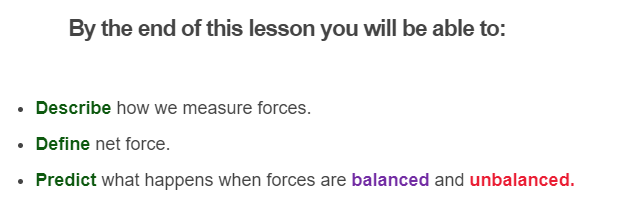 By the end of this lesson you will be able to:
• Describe how we measure forces.
• Define net force.
• Predict what happens when forces are balanced and unbalanced.